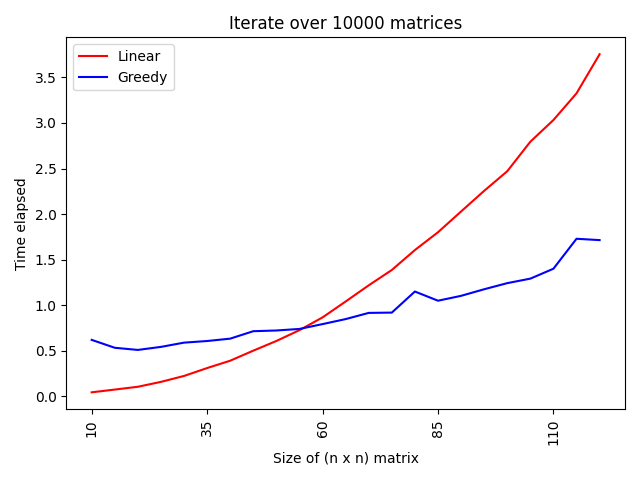 Iterate over 10000 matrices
Linear
Greedy
Time elapsed
3.5
3.0
2.5
2.0
1.5
1.0
0.5
0.0
10
35
60
85
110
Size of (n x n) matrix